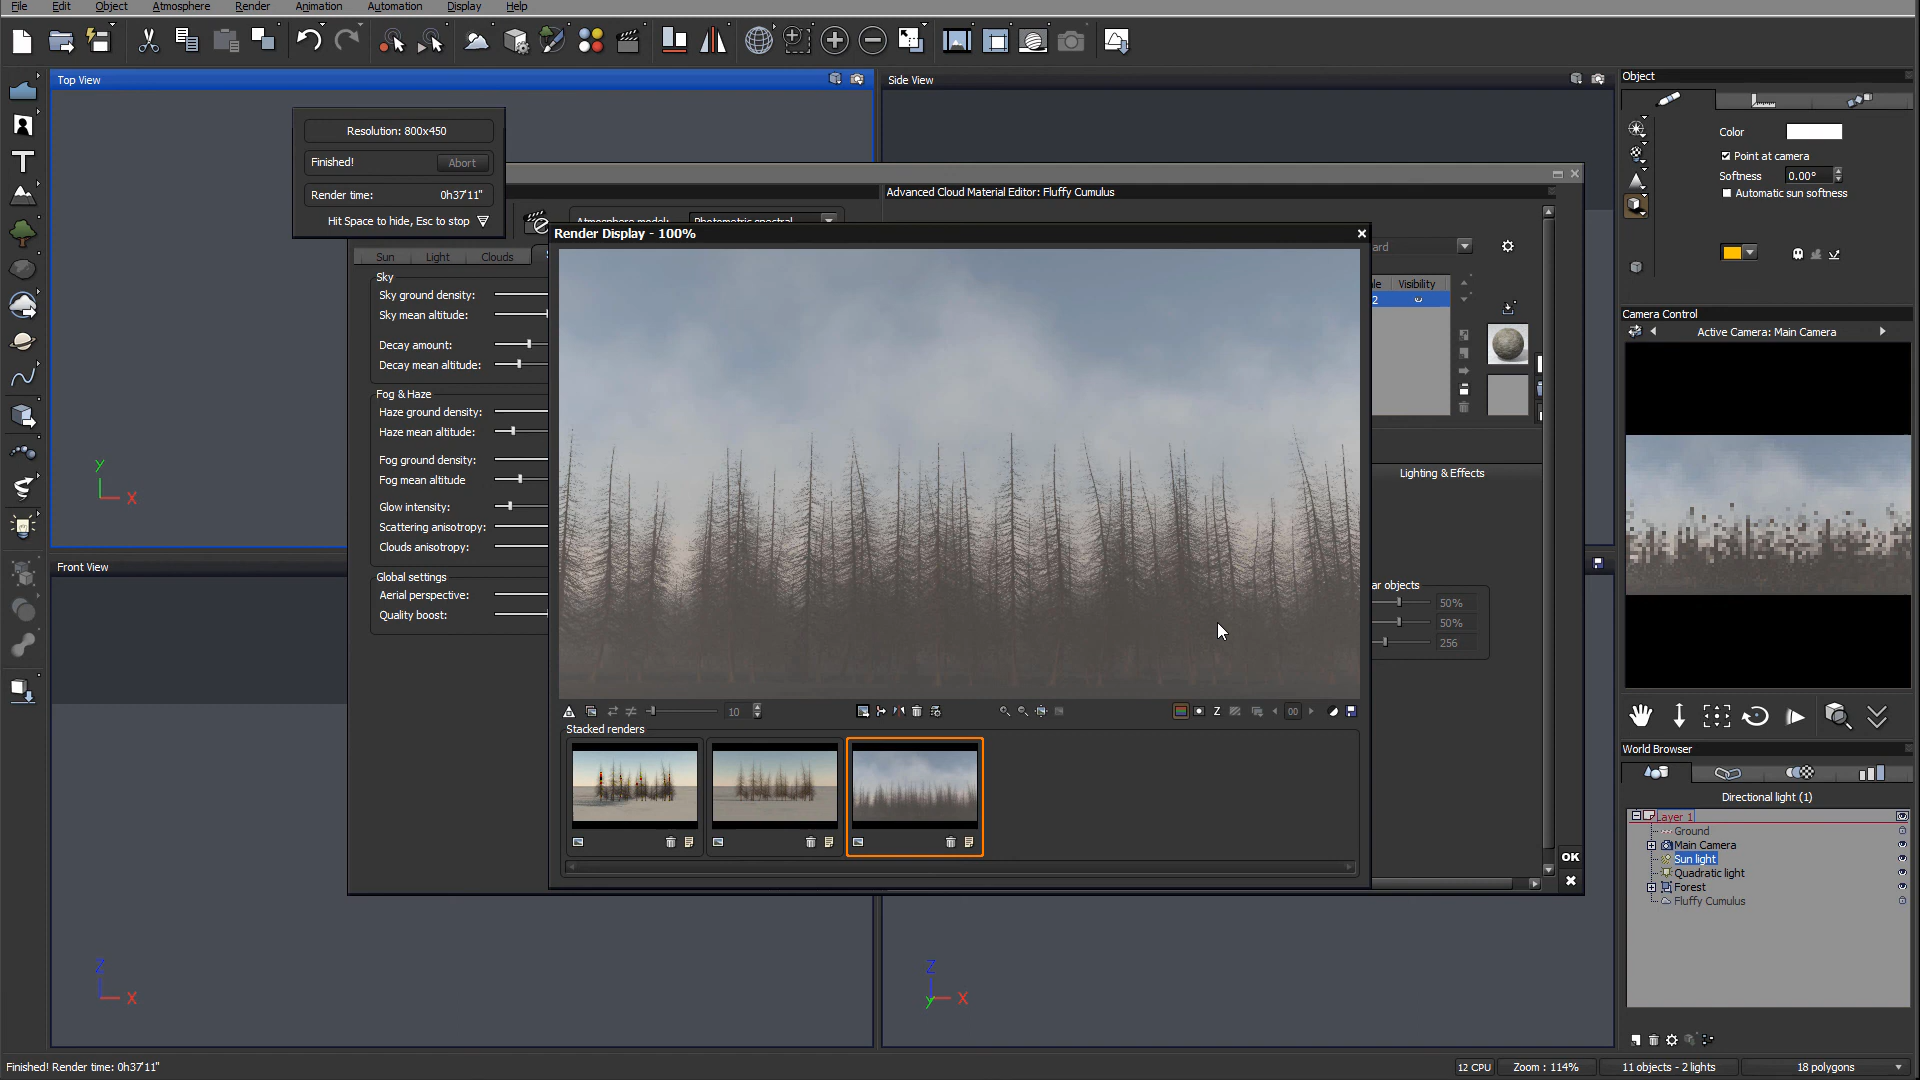 File Edit Object Atmosphere Render Animation Automation Display Help
Top View
Side View
Object
Resolution: 800x450
Finished! Abort
Render time: 0h37'11"
Hit Space to hide, Esc to stop
Color
Point at camera
Softness 0.00°
Automatic sun softness
Advanced Cloud Material Editor: Fluffy Cumulus
Render Display - 100%
Sun Light Clouds
Sky
Sky ground density:
Sky mean altitude:
Decay amount:
Decay mean altitude:
Fog & Haze
Haze ground density:
Haze mean altitude:
Fog ground density:
Fog mean altitude
Glow intensity:
Scattering anisotropy:
Clouds anisotropy:
Global settings
Aerial perspective:
Quality boost:
Visibility
2
Lighting & Effects
ar objects
50%
50%
256
10
Z
00
Stacked renders
OK
Camera Control
Active Camera: Main Camera
World Browser
Directional light (1)
Layer 1
Ground
Main Camera
Sun light
Quadratic light
Forest
Fluffy Cumulus
Front View
Y
X
Z
X
Z
Y X
Finished! Render time: 0h37'11"
12 CPU Zoom : 114% 11 objects - 2 lights 18 polygons